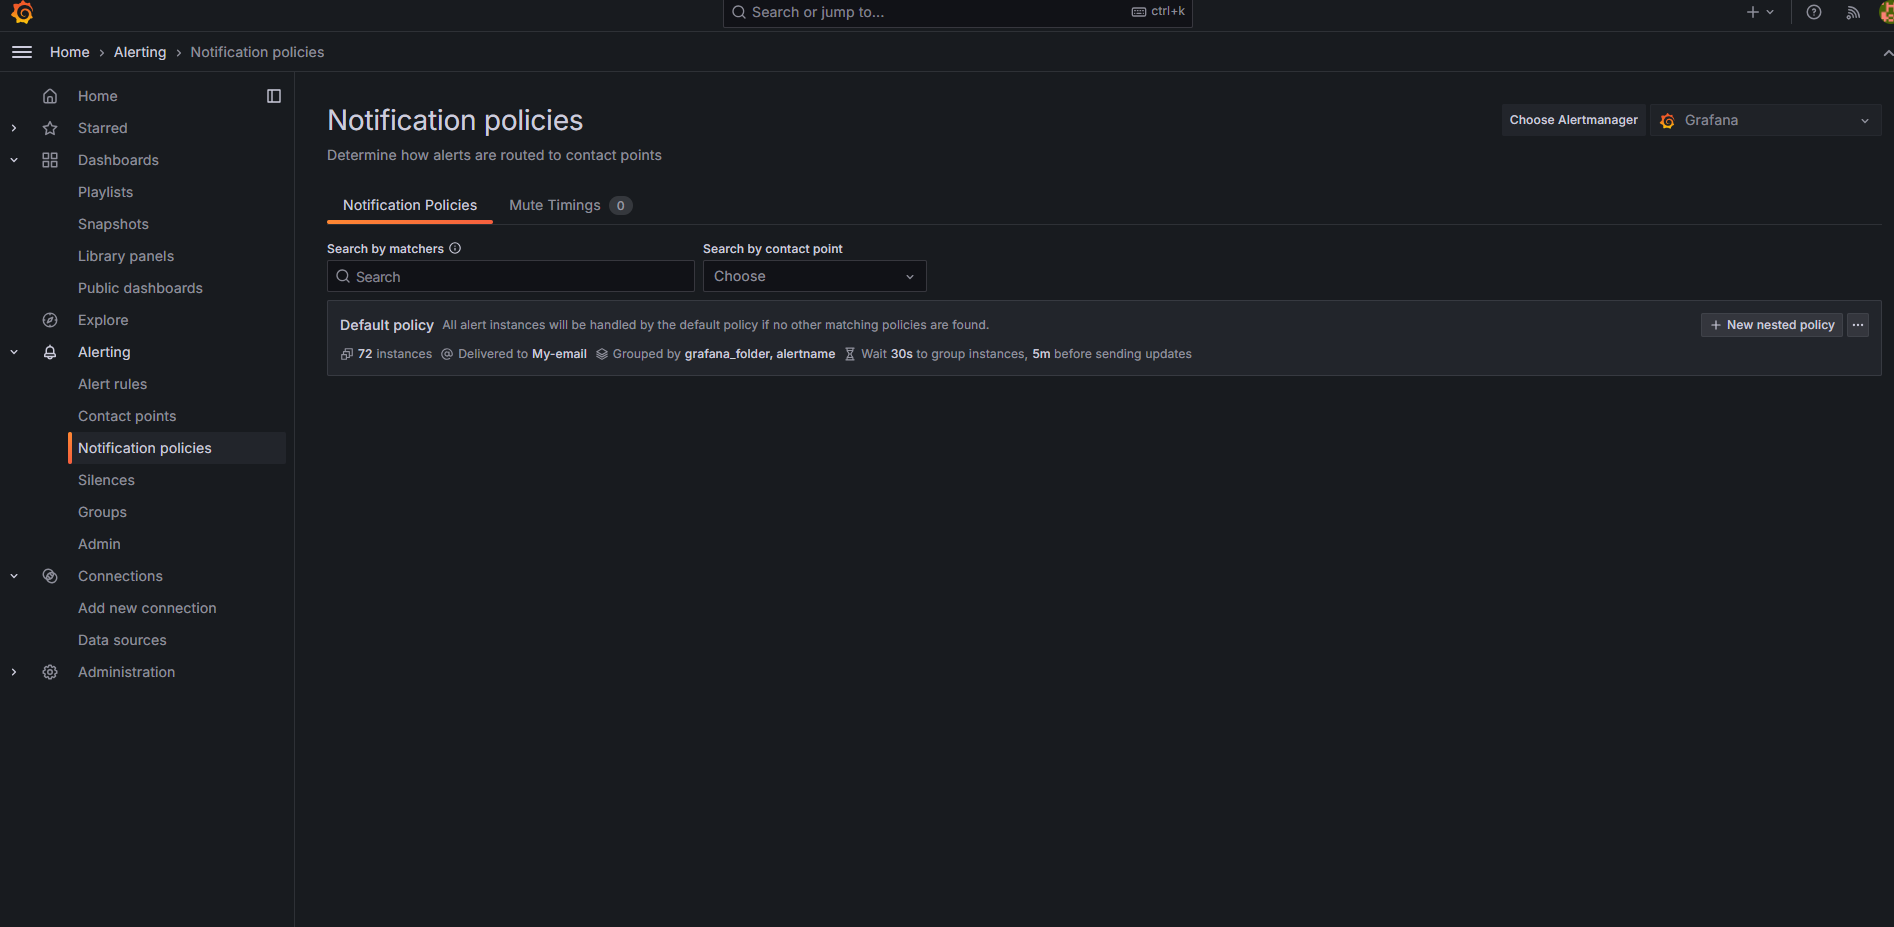 Search or jump to...
ctrl+k
Home
Alerting
Notification policies
Home
Starred
Dashboards
Playlists
Snapshots
Library panels
Public dashboards
Explore
Alerting
Alert rules
Contact points
Notification policies
Silences
Groups
Admin
Connections
Add new connection
Data sources
Administration
Notification policies
Determine how alerts are routed to contact points
Choose Alertmanager
Grafana
Notification Policies
Mute Timings 0
Search by matchers
Search
Search by contact point
Choose
Default policy All alert instances will be handled by the default policy if no other matching policies are found.
+ New nested policy
...
72 instances Delivered to My-email Grouped by grafana_folder, alertname Wait 30s to group instances, 5m before sending updates